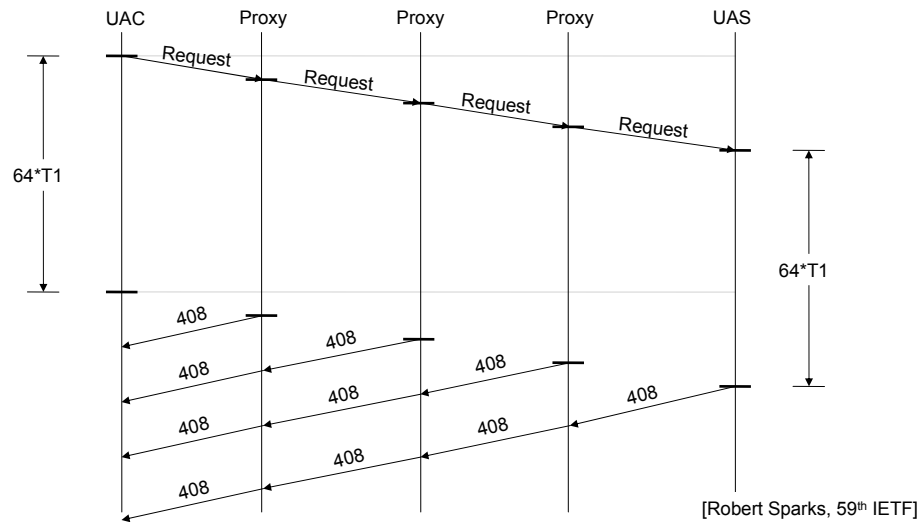 UAC
Proxy
Proxy
Proxy
UAS
Request
Request
Request
Request
64*T1
64*T1
408
408
408
408
408
408
408
408
408
408
[Robert Sparks, 59th IETF]